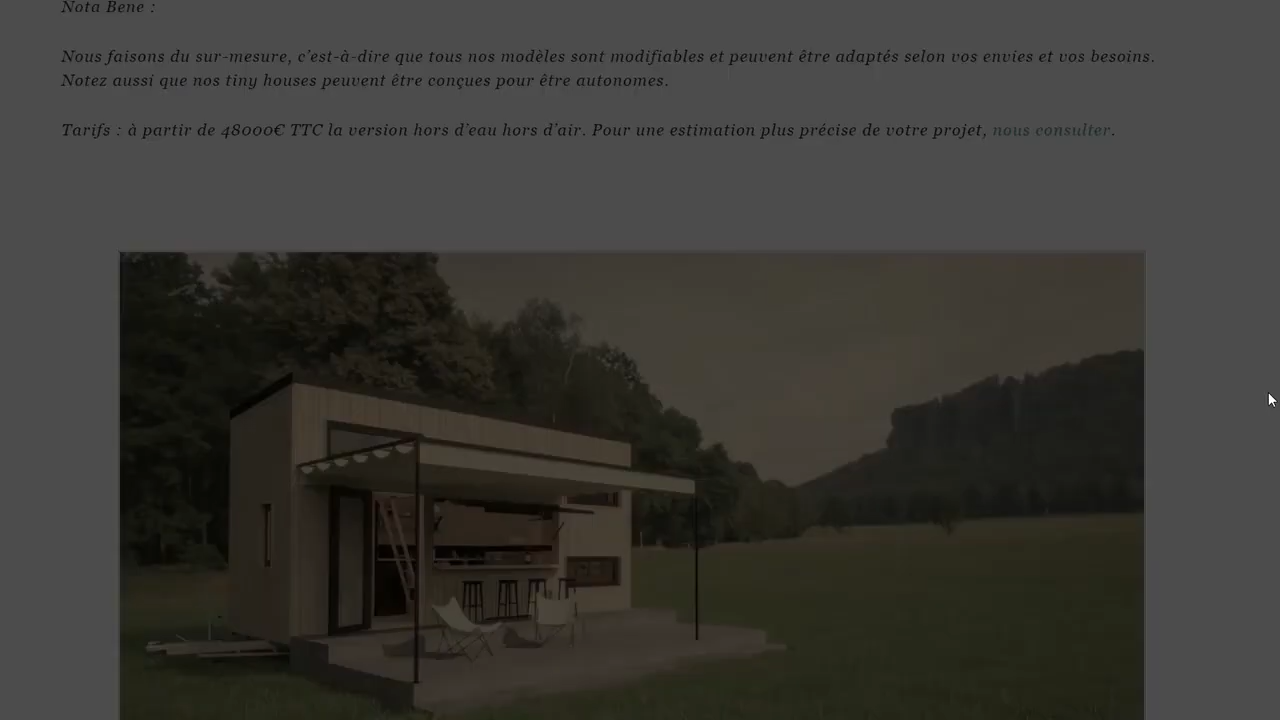 Nota Bene :
Nous faisons du sur-mesure, c'est-à-dire que tous nos modèles sont modifiables et peuvent être adaptés selon vos envies et vos besoins.
Notez aussi que nos tiny houses peuvent être conçues pour être autonomes.
Tarifs : à partir de 48000€ TTC la version hors d'eau hors d'air. Pour une estimation plus précise de votre projet, nous consulter.